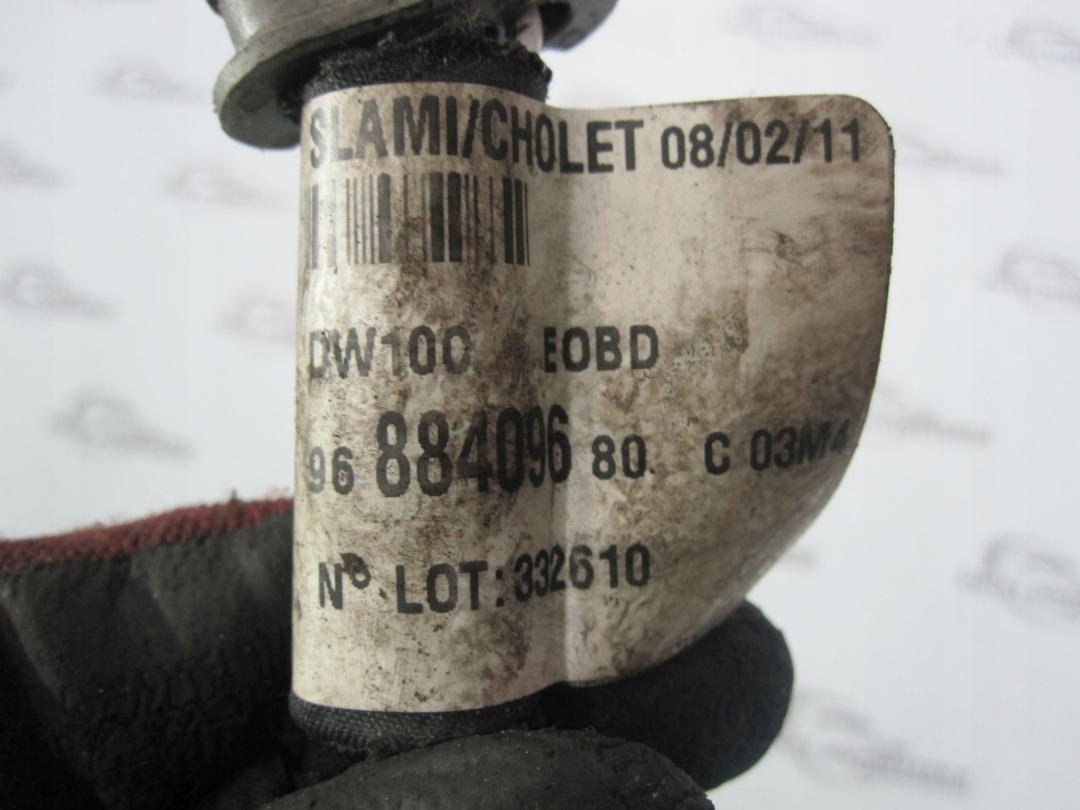 SLAMI/CHOLET 08/02/11
DW10C EOBD
96 884096 80 C 03M4
N° LOT: 332610